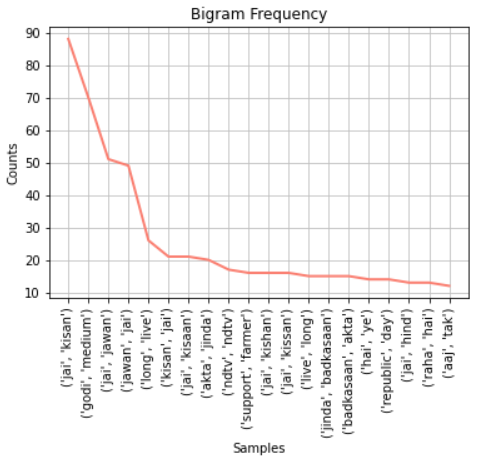 Bigram Frequency
Counts
90
80
70
60
50
40
30
20
10
('jai', 'kisan')
('godi', 'medium')
('jai', 'jawan')
('jawan', 'jai')
('long', 'live')
('kisan', 'jai')
('jai', 'kisaan')
('akta', 'jinda')
('ndtv', 'ndtv')
('support', 'farmer')
('jai', 'kishan')
('jai', 'kissan')
('live', 'long')
('jinda', 'badkasaan')
('badkasaan', 'akta')
('hai', 'ye')
('republic', 'day')
('jai', 'hind')
('raha', 'hai')
('aaj', 'tak')
Samples